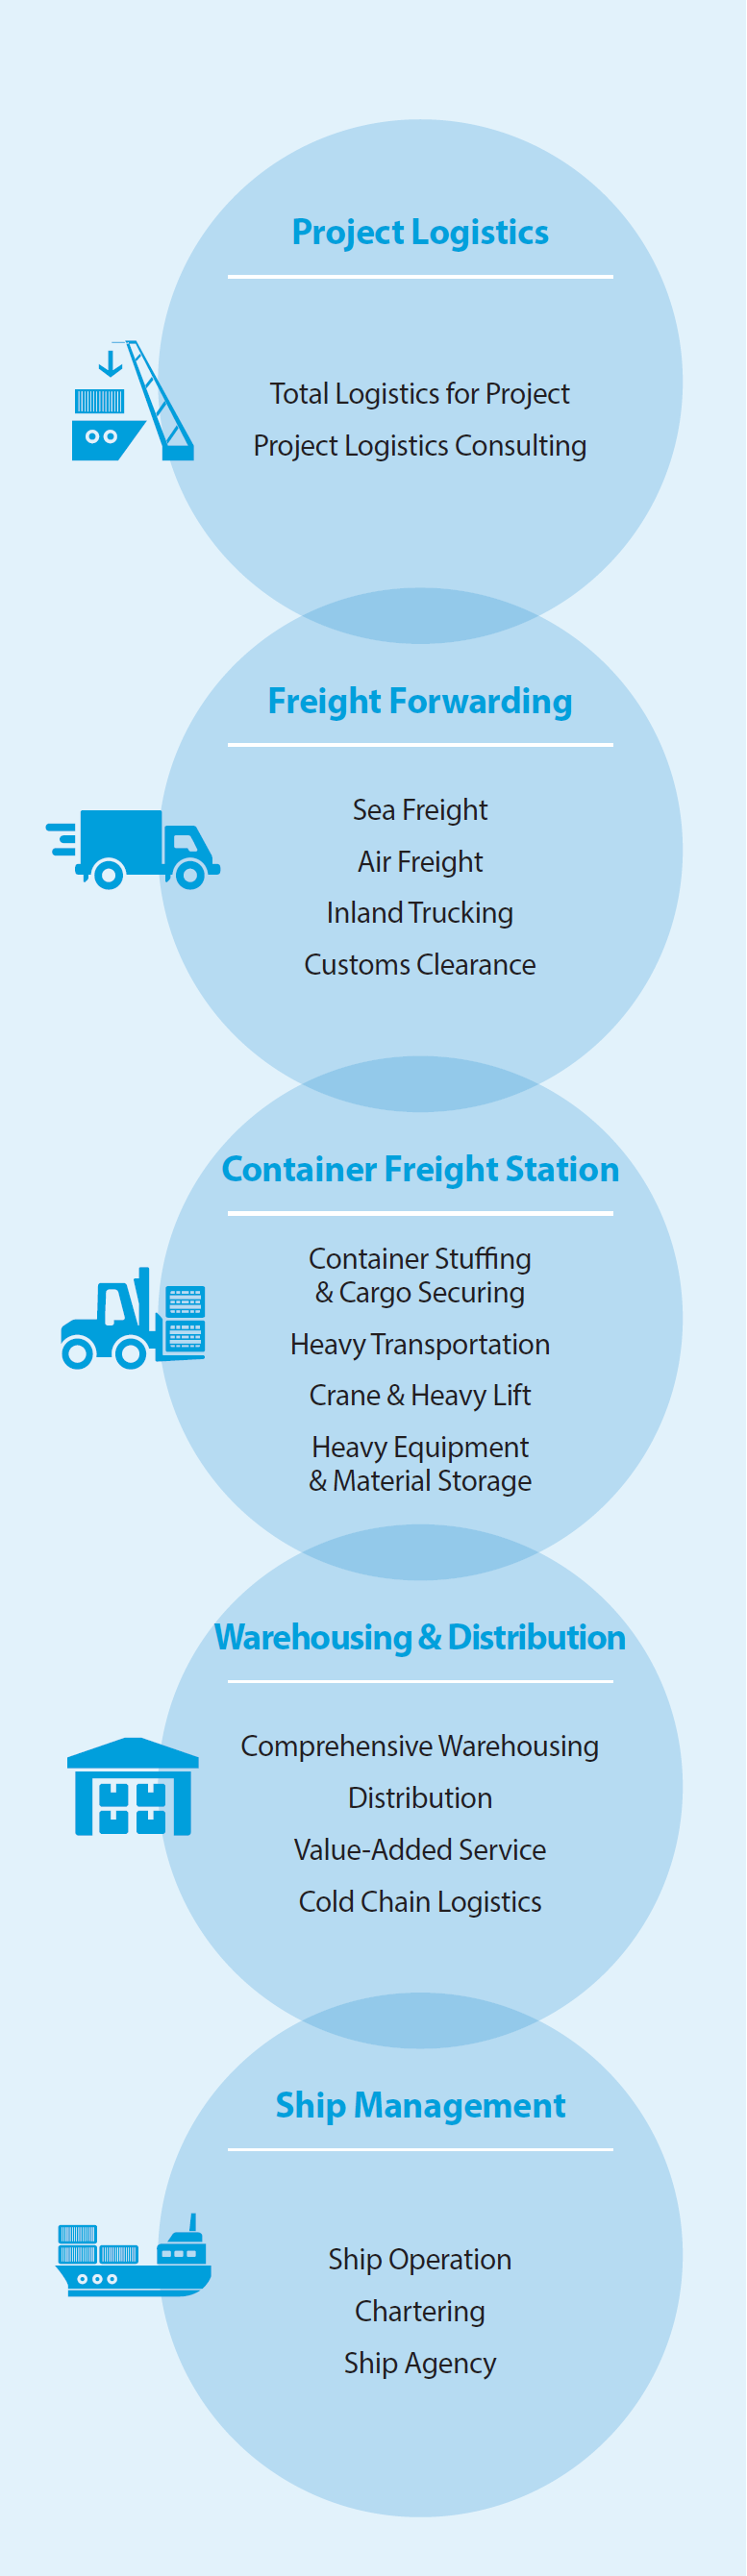 Project Logistics
Total Logistics for Project
Project Logistics Consulting
Freight Forwarding
Sea Freight
Air Freight
Inland Trucking
Customs Clearance
Container Freight Station
Container Stuffing
& Cargo Securing
Heavy Transportation
Crane & Heavy Lift
Heavy Equipment
& Material Storage
Warehousing & Distribution
Comprehensive Warehousing
Distribution
Value-Added Service
Cold Chain Logistics
Ship Management
Ship Operation
Chartering
Ship Agency